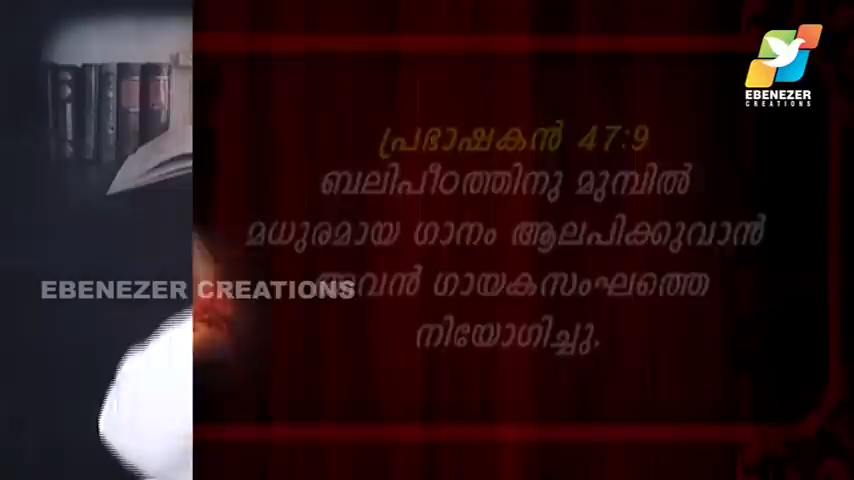 EBENEZER
CREATIONS
പ്രഭാഷകൻ 47:9
ബലിപീഠത്തിനു മുമ്പിൽ
മധുരമായ ഗാനം ആലപിക്കുവാൻ
EBENEZER CREATIONS
അവൻ ഗായകസംഘത്തെ
നിയോഗിച്ചു.